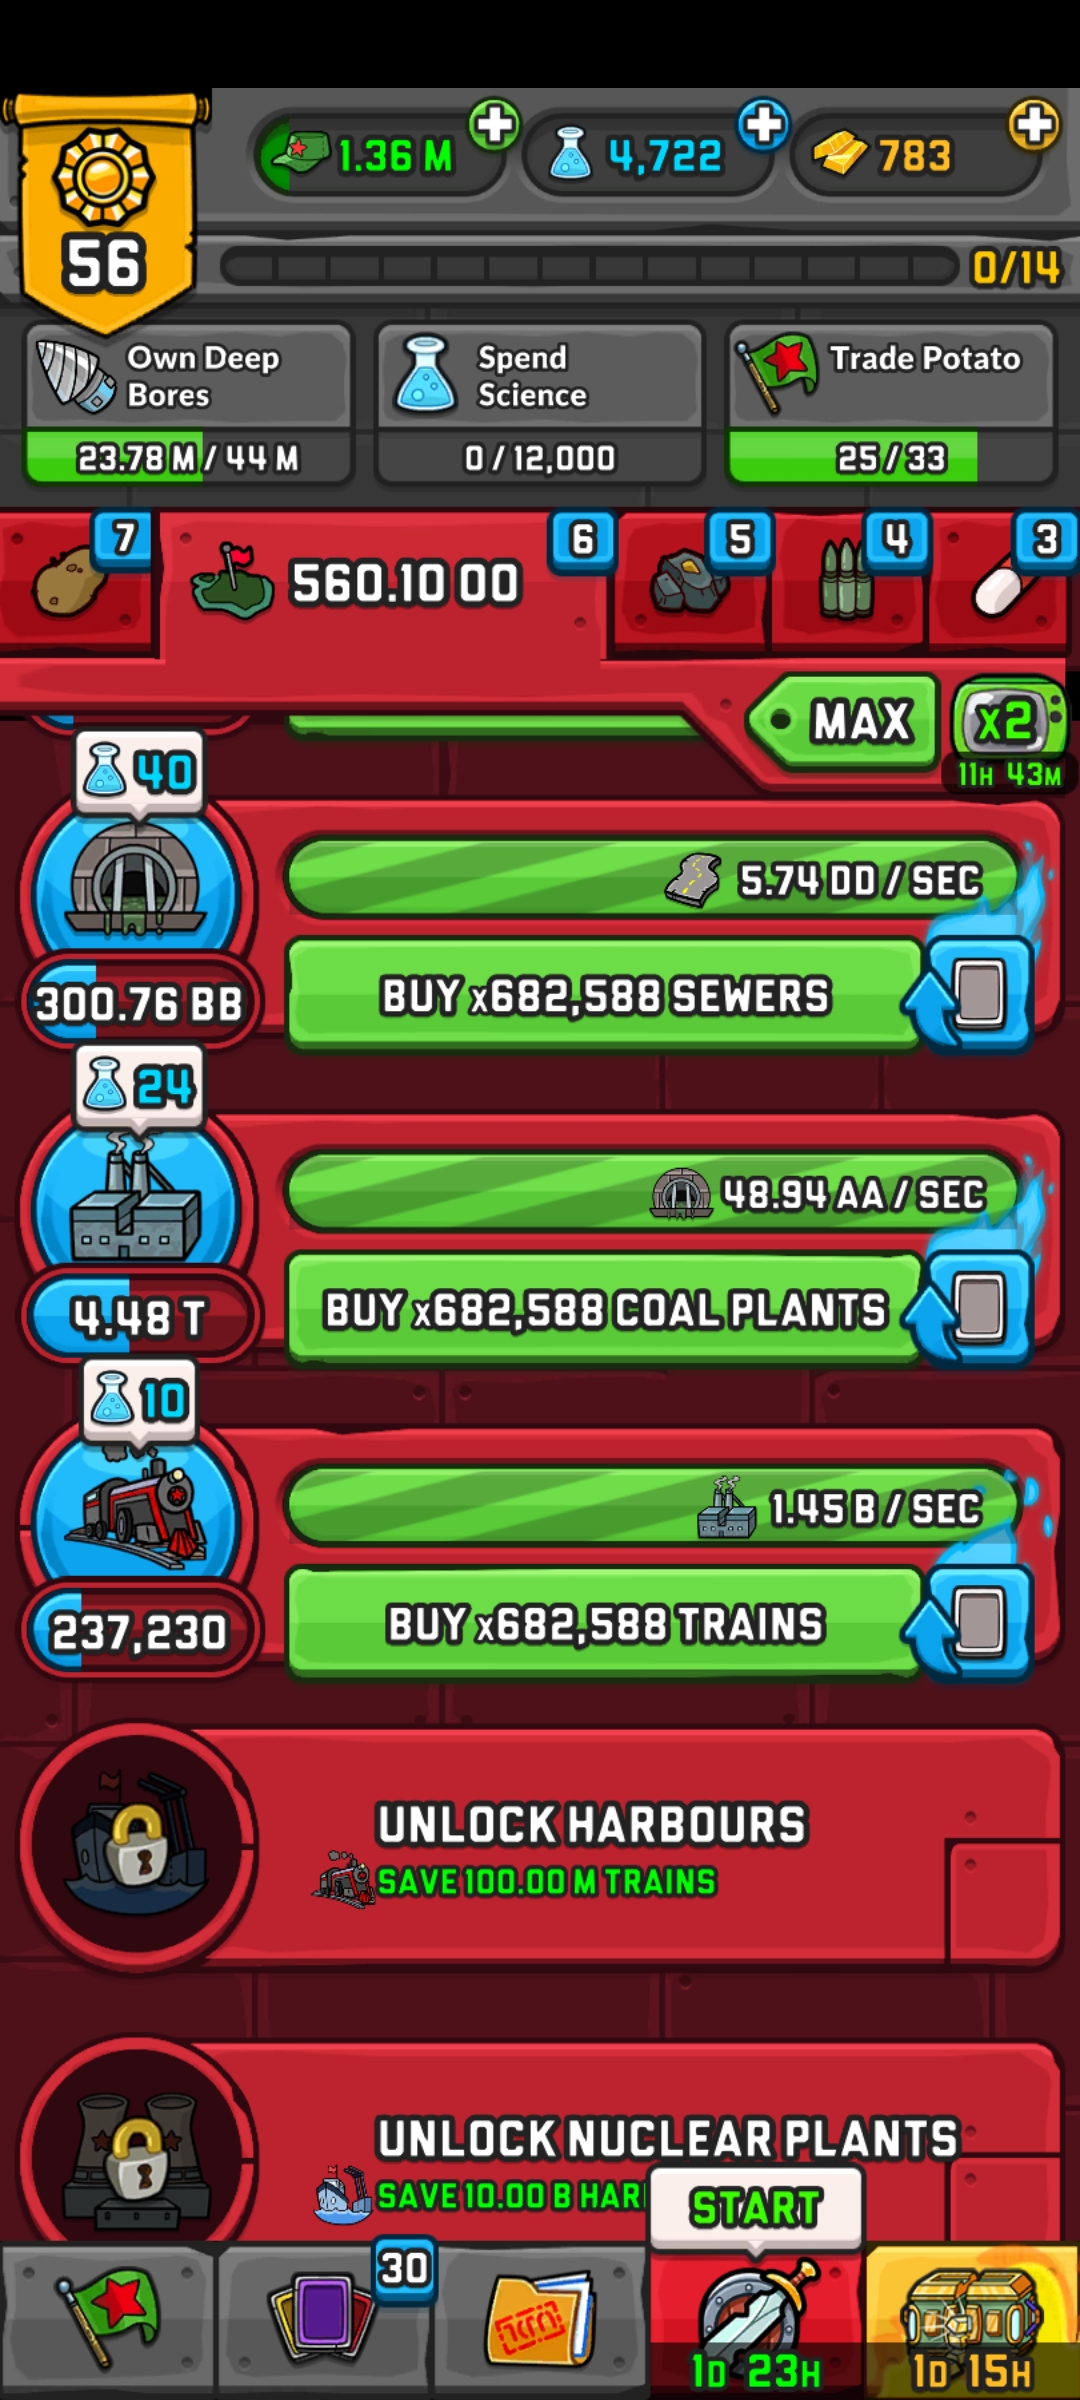 1.36 M
4,722
783
56
0/14
Own Deep Bores
23.78 M / 44 M
Spend Science
0 / 12,000
Trade Potato
25 / 33
7
560.10 OO
6
5
4
3
MAX
x2
11H 43M
40
5.74 DD / SEC
300.76 BB
BUY x682,588 SEWERS
24
48.94 AA / SEC
4.48 T
BUY x682,588 COAL PLANTS
10
1.45 B / SEC
237,230
BUY x682,588 TRAINS
UNLOCK HARBOURS
SAVE 100.00 M TRAINS
UNLOCK NUCLEAR PLANTS
SAVE 10.00 B
START
30
1D 23H
1D 15H